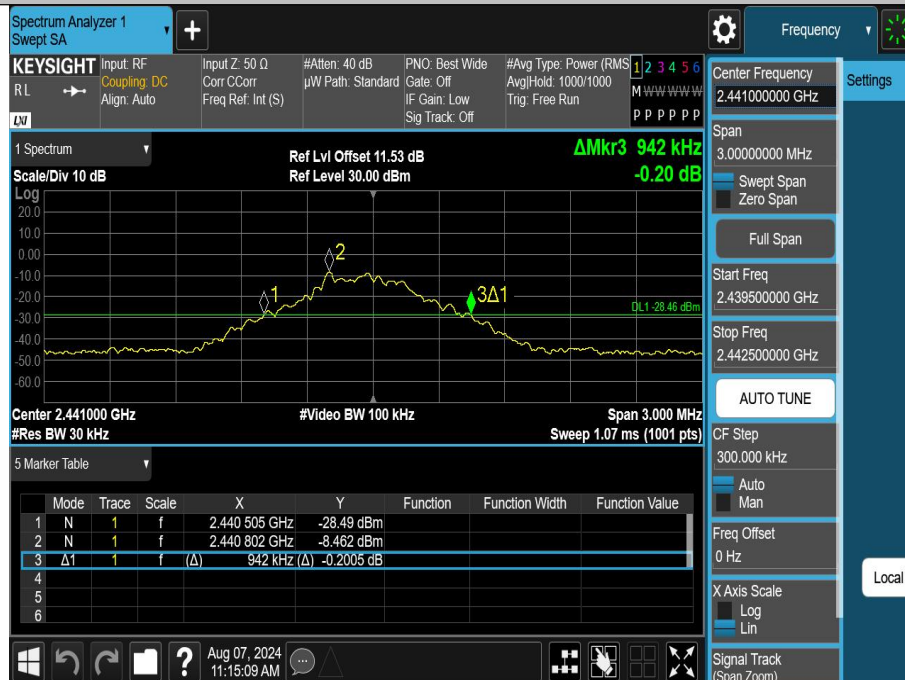 Spectrum Analyzer 1
Swept SA
+
Frequency
KEYSIGHT
RL
LXI
Input: RF
Coupling: DC
Align: Auto
Input Z: 50 Ω
Corr CCorr
Freq Ref: Int (S)
#Atten: 40 dB
µW Path: Standard
PNO: Best Wide
Gate: Off
IF Gain: Low
Sig Track: Off
#Avg Type: Power (RMS
Avg|Hold: 1000/1000
Trig: Free Run
1 2 3 4 5 6
M W W W W W
P P P P P P
1 Spectrum
Scale/Div 10 dB
Ref Lvl Offset 11.53 dB
Ref Level 30.00 dBm
ΔMkr3 942 kHz
-0.20 dB
Log
20.0
10.0
0.00
-10.0
-20.0
-30.0
-40.0
-50.0
-60.0
2
1
3Δ1
DL1 -28.46 dBm
Center 2.441000 GHz
#Res BW 30 kHz
#Video BW 100 kHz
Span 3.000 MHz
Sweep 1.07 ms (1001 pts)
5 Marker Table
Mode Trace Scale X Y Function Function Width Function Value
1 N 1 f 2.440 505 GHz -28.49 dBm
2 N 1 f 2.440 802 GHz -8.462 dBm
3 Δ1 1 f (Δ) 942 kHz (Δ) -0.2005 dB
4
5
6
?
Aug 07, 2024
11:15:09 AM
Center Frequency
2.441000000 GHz
Span
3.00000000 MHz
Swept Span
Zero Span
Full Span
Start Freq
2.439500000 GHz
Stop Freq
2.442500000 GHz
AUTO TUNE
CF Step
300.000 kHz
Auto
Man
Freq Offset
0 Hz
X Axis Scale
Log
Lin
Signal Track
(Span Zoom)
Settings
Local